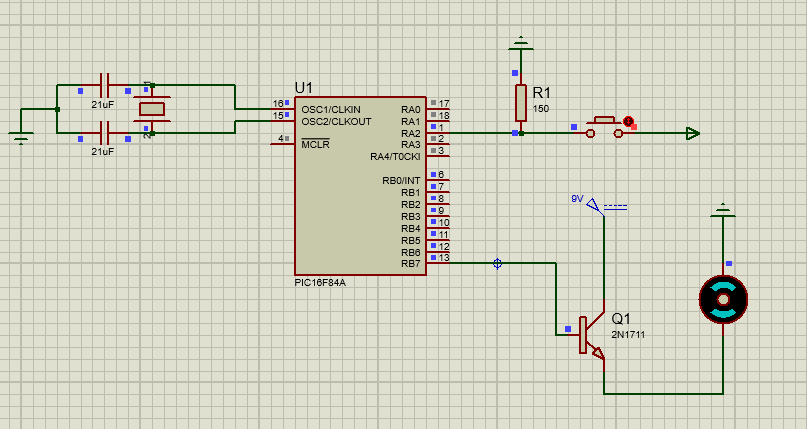 U1
R1
150
21uF
21uF
16
15
4
OSC1/CLKIN
OSC2/CLKOUT
MCLR
RA0
RA1
RA2
RA3
RA4/T0CKI
RB0/INT
RB1
RB2
RB3
RB4
RB5
RB6
RB7
17
18
1
2
3
6
7
8
9
10
11
12
13
PIC16F84A
9V
Q1
2N1711